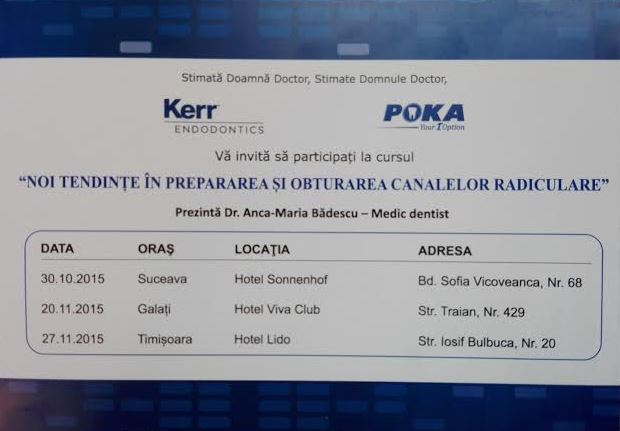 Stimată Doamnă Doctor, Stimate Domnule Doctor,
Kerr POKA
ENDODONTICS Your 1 Option
Vă invită să participați la cursul
“NOI TENDINȚE ÎN PREPARAREA ȘI OBTURAREA CANALELOR RADICULARE”
Prezintă Dr. Anca-Maria Bădescu – Medic dentist
DATA ORAȘ LOCAȚIA ADRESA
30.10.2015 Suceava Hotel Sonnenhof Bd. Sofia Vicoveanca, Nr. 68
20.11.2015 Galați Hotel Viva Club Str. Traian, Nr. 429
27.11.2015 Timișoara Hotel Lido Str. Iosif Bulbuca, Nr. 20